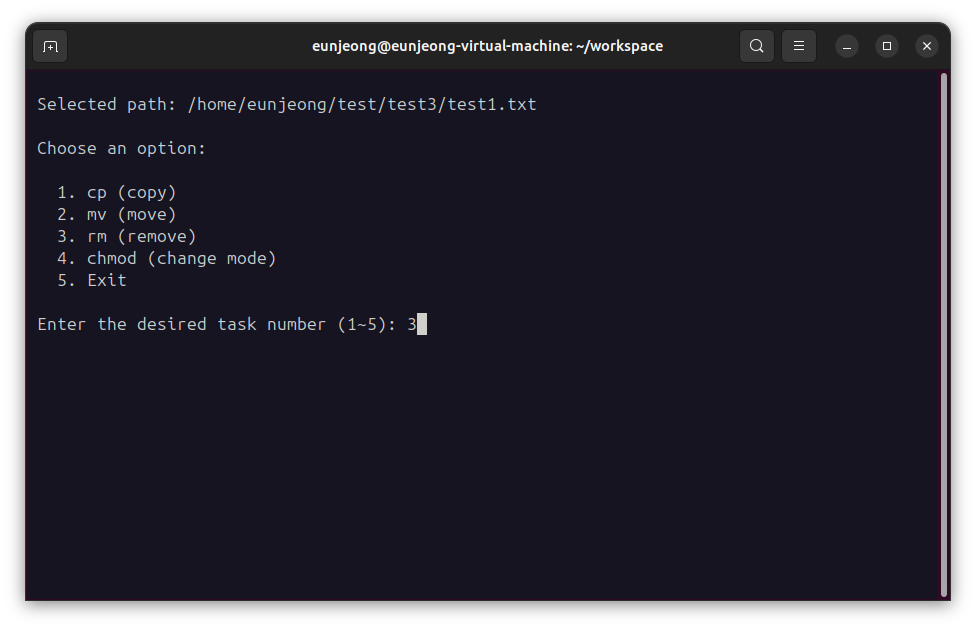 eunjeong@eunjeong-virtual-machine: ~/workspace
Selected path: /home/eunjeong/test/test3/test1.txt
Choose an option:
1. cp (copy)
2. mv (move)
3. rm (remove)
4. chmod (change mode)
5. Exit
Enter the desired task number (1~5): 3